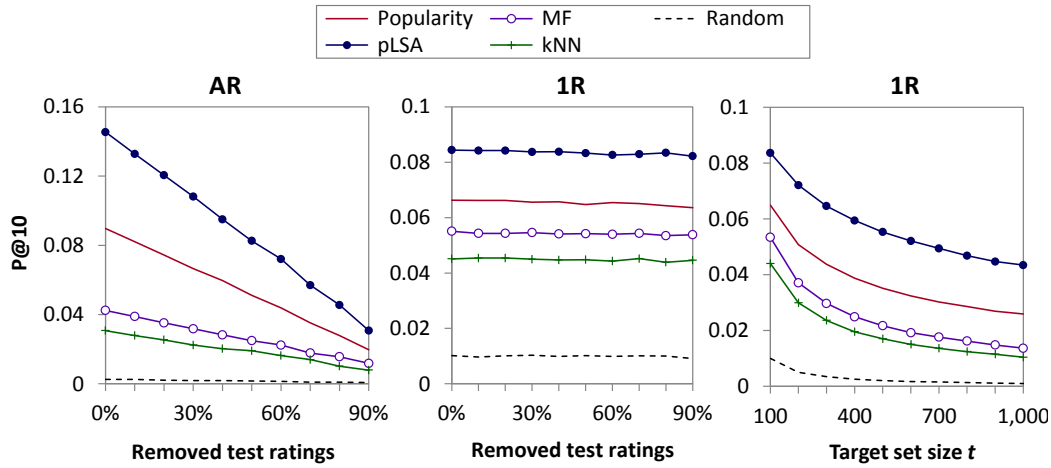 Popularity MF Random
pLSA kNN
AR 1R 1R
0.16 0.1 0.1
0.12 0.08 0.08
0.08 0.06 0.06
0.04 0.04 0.04
0.02 0.02
0 0 0
P@10
0% 30% 60% 90% 0% 30% 60% 90% 100 400 700 1,000
Removed test ratings Removed test ratings Target set size t